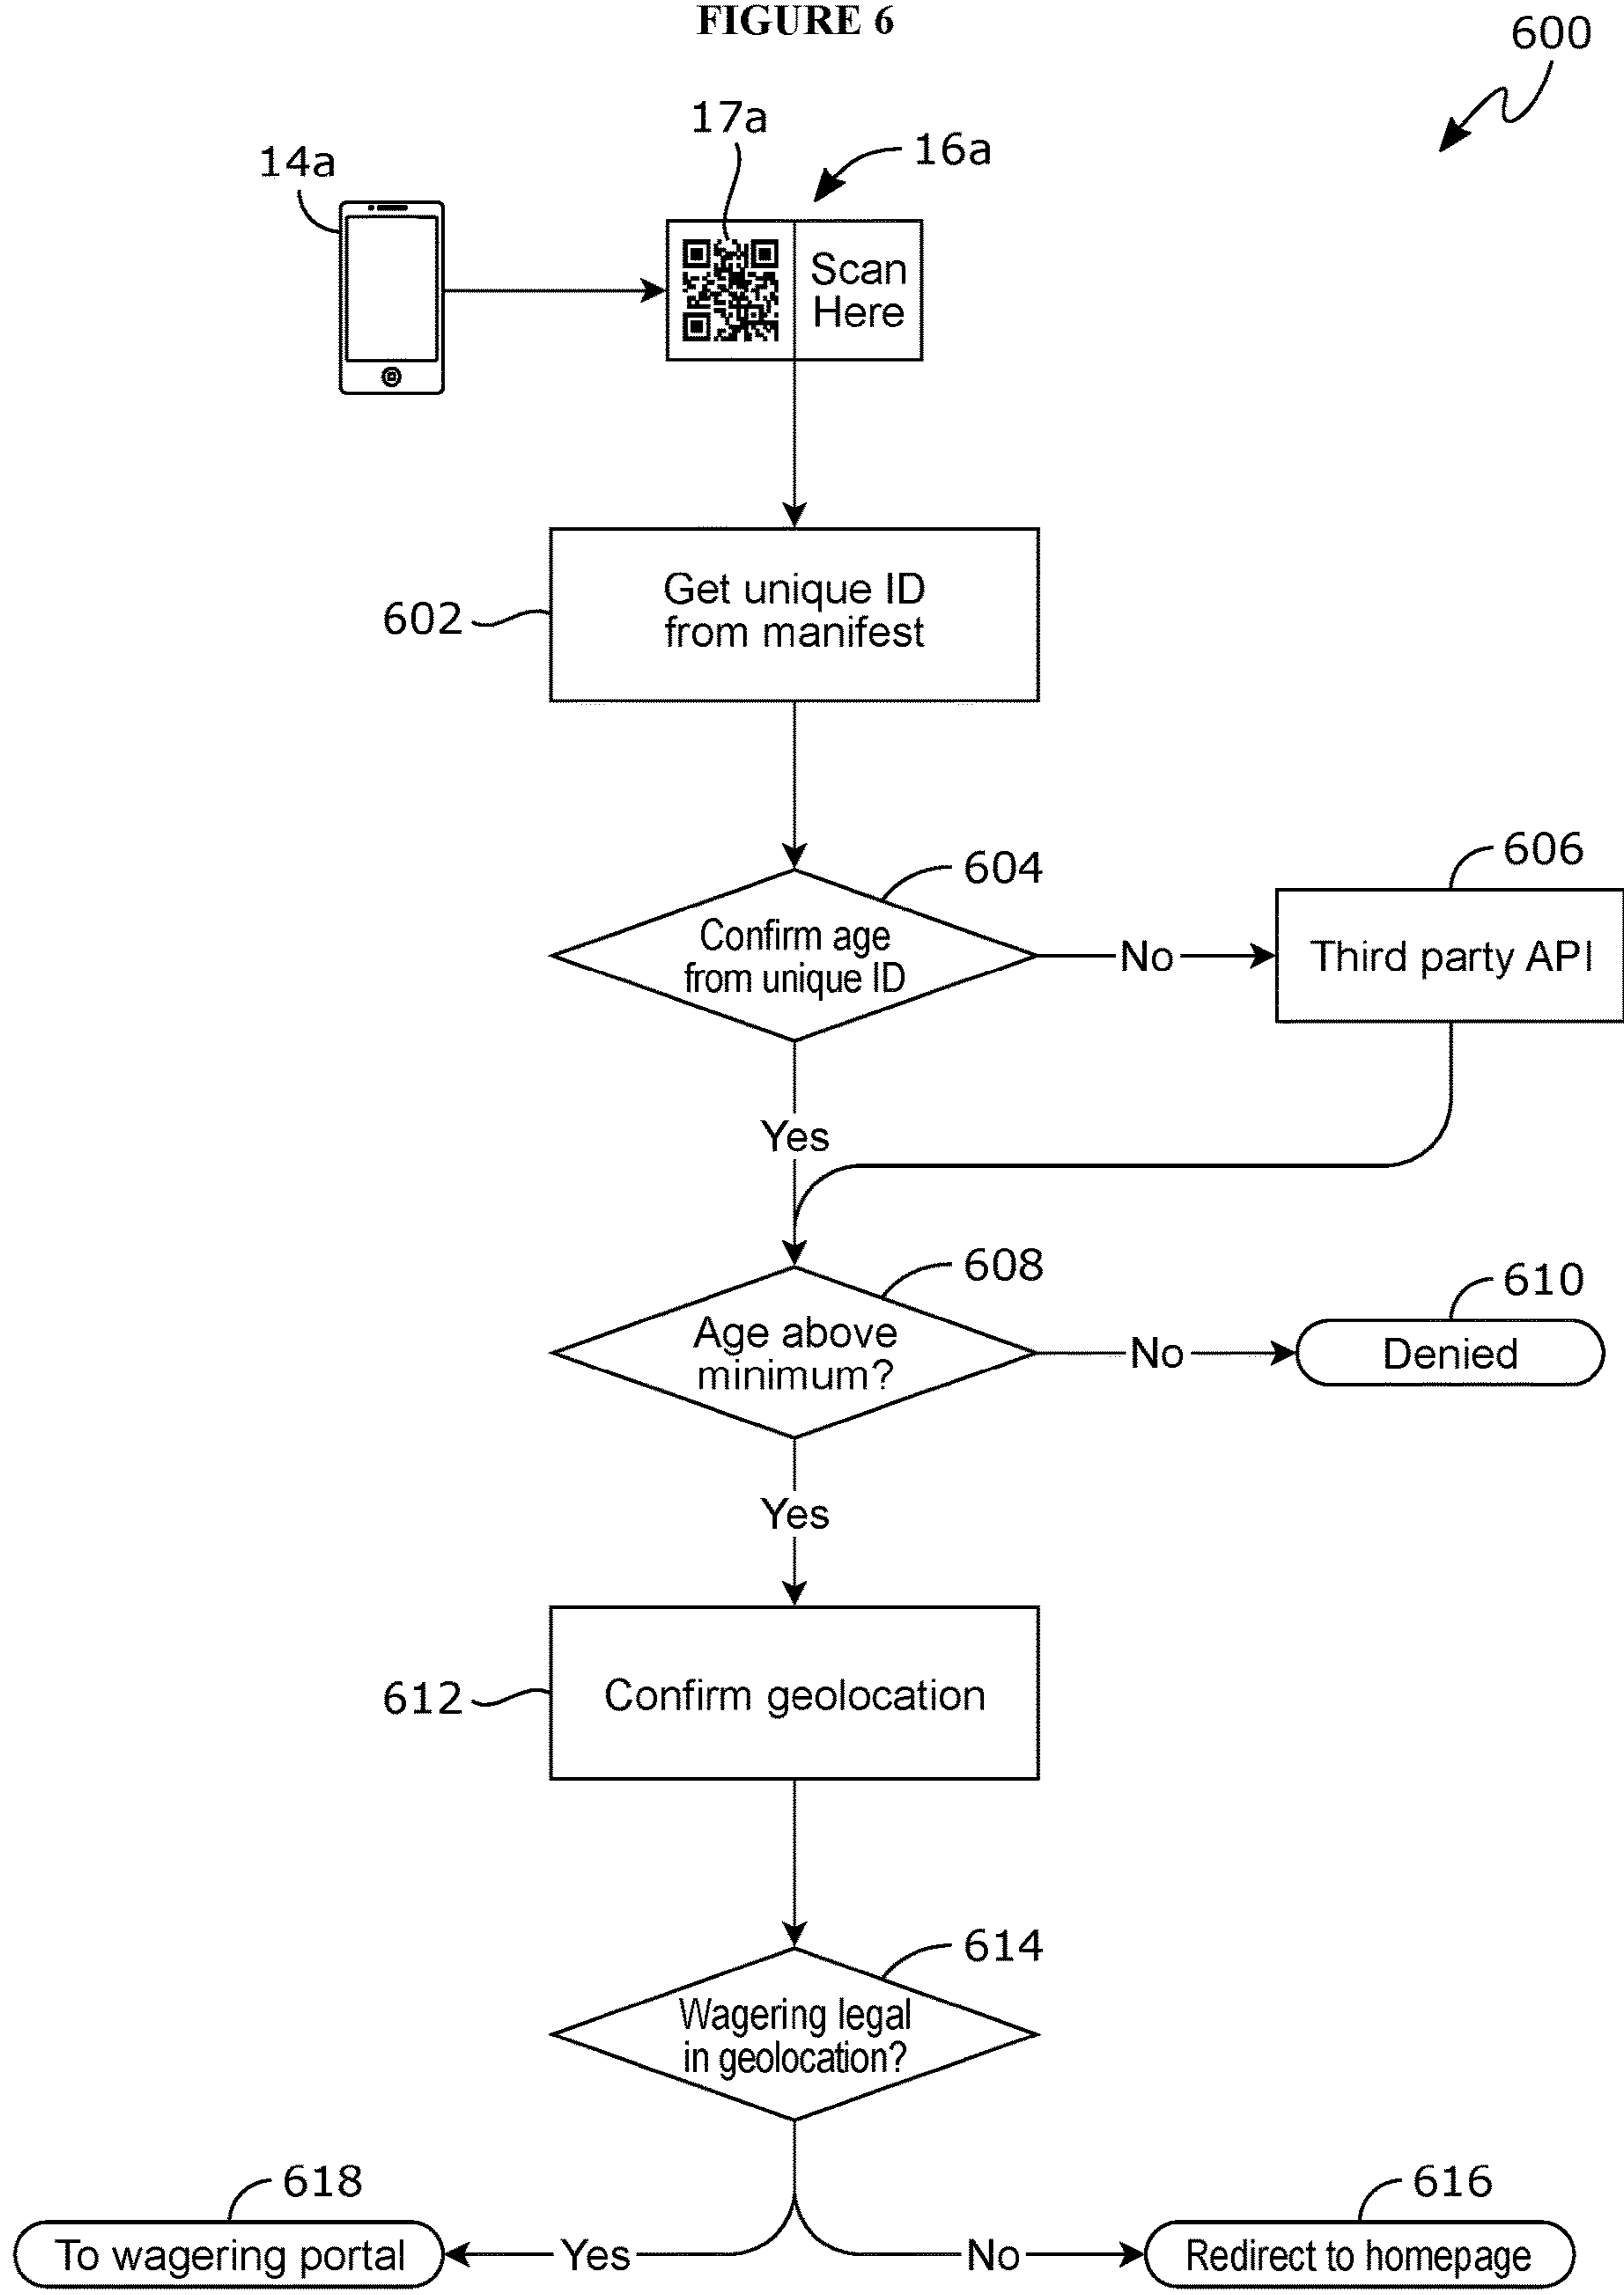 FIGURE 6
600
17a
16a
14a
Scan
Here
Get unique ID
from manifest
602
604
606
Confirm age
from unique ID
No
Third party API
Yes
608
610
Age above
minimum?
No
Denied
Yes
612
Confirm geolocation
614
Wagering legal
in geolocation?
618
616
To wagering portal
Yes
No
Redirect to homepage